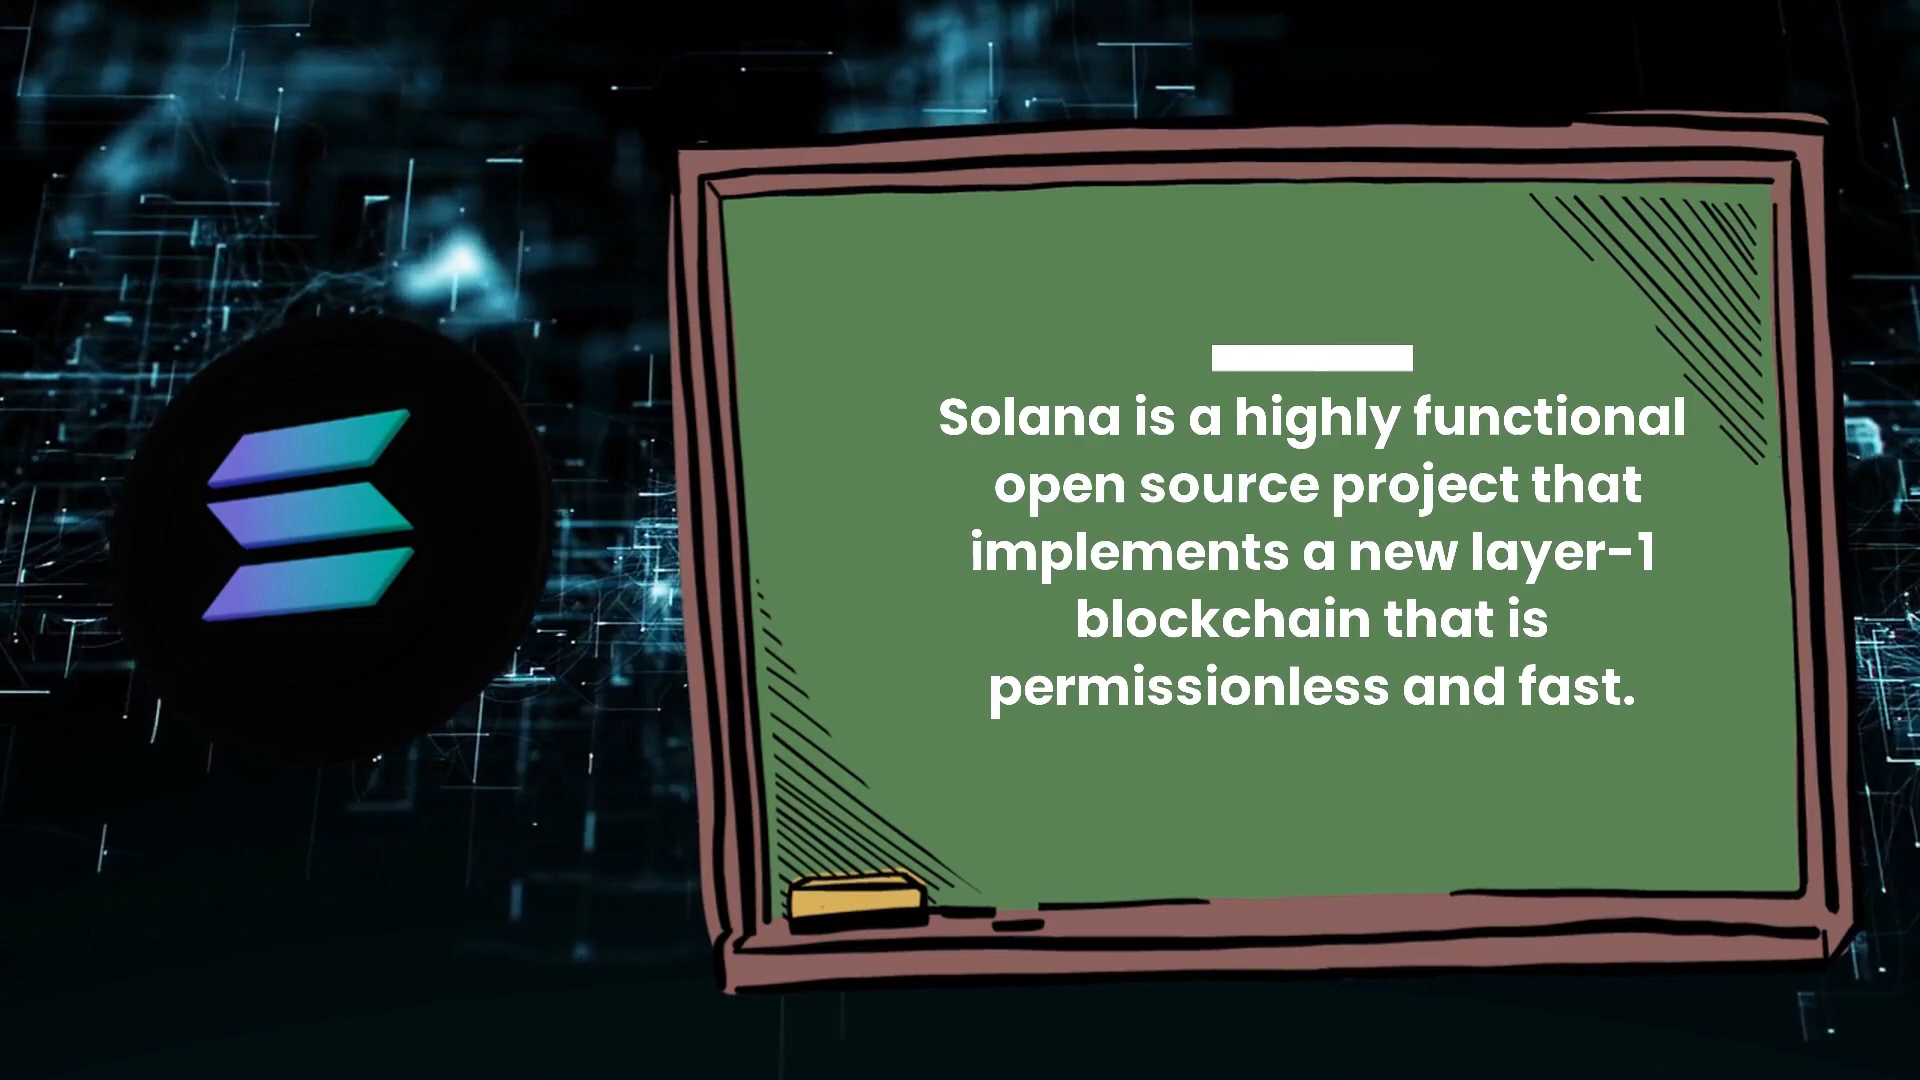 Solana is a highly functional
open source project that
implements a new layer-1
blockchain that is
permissionless and fast.